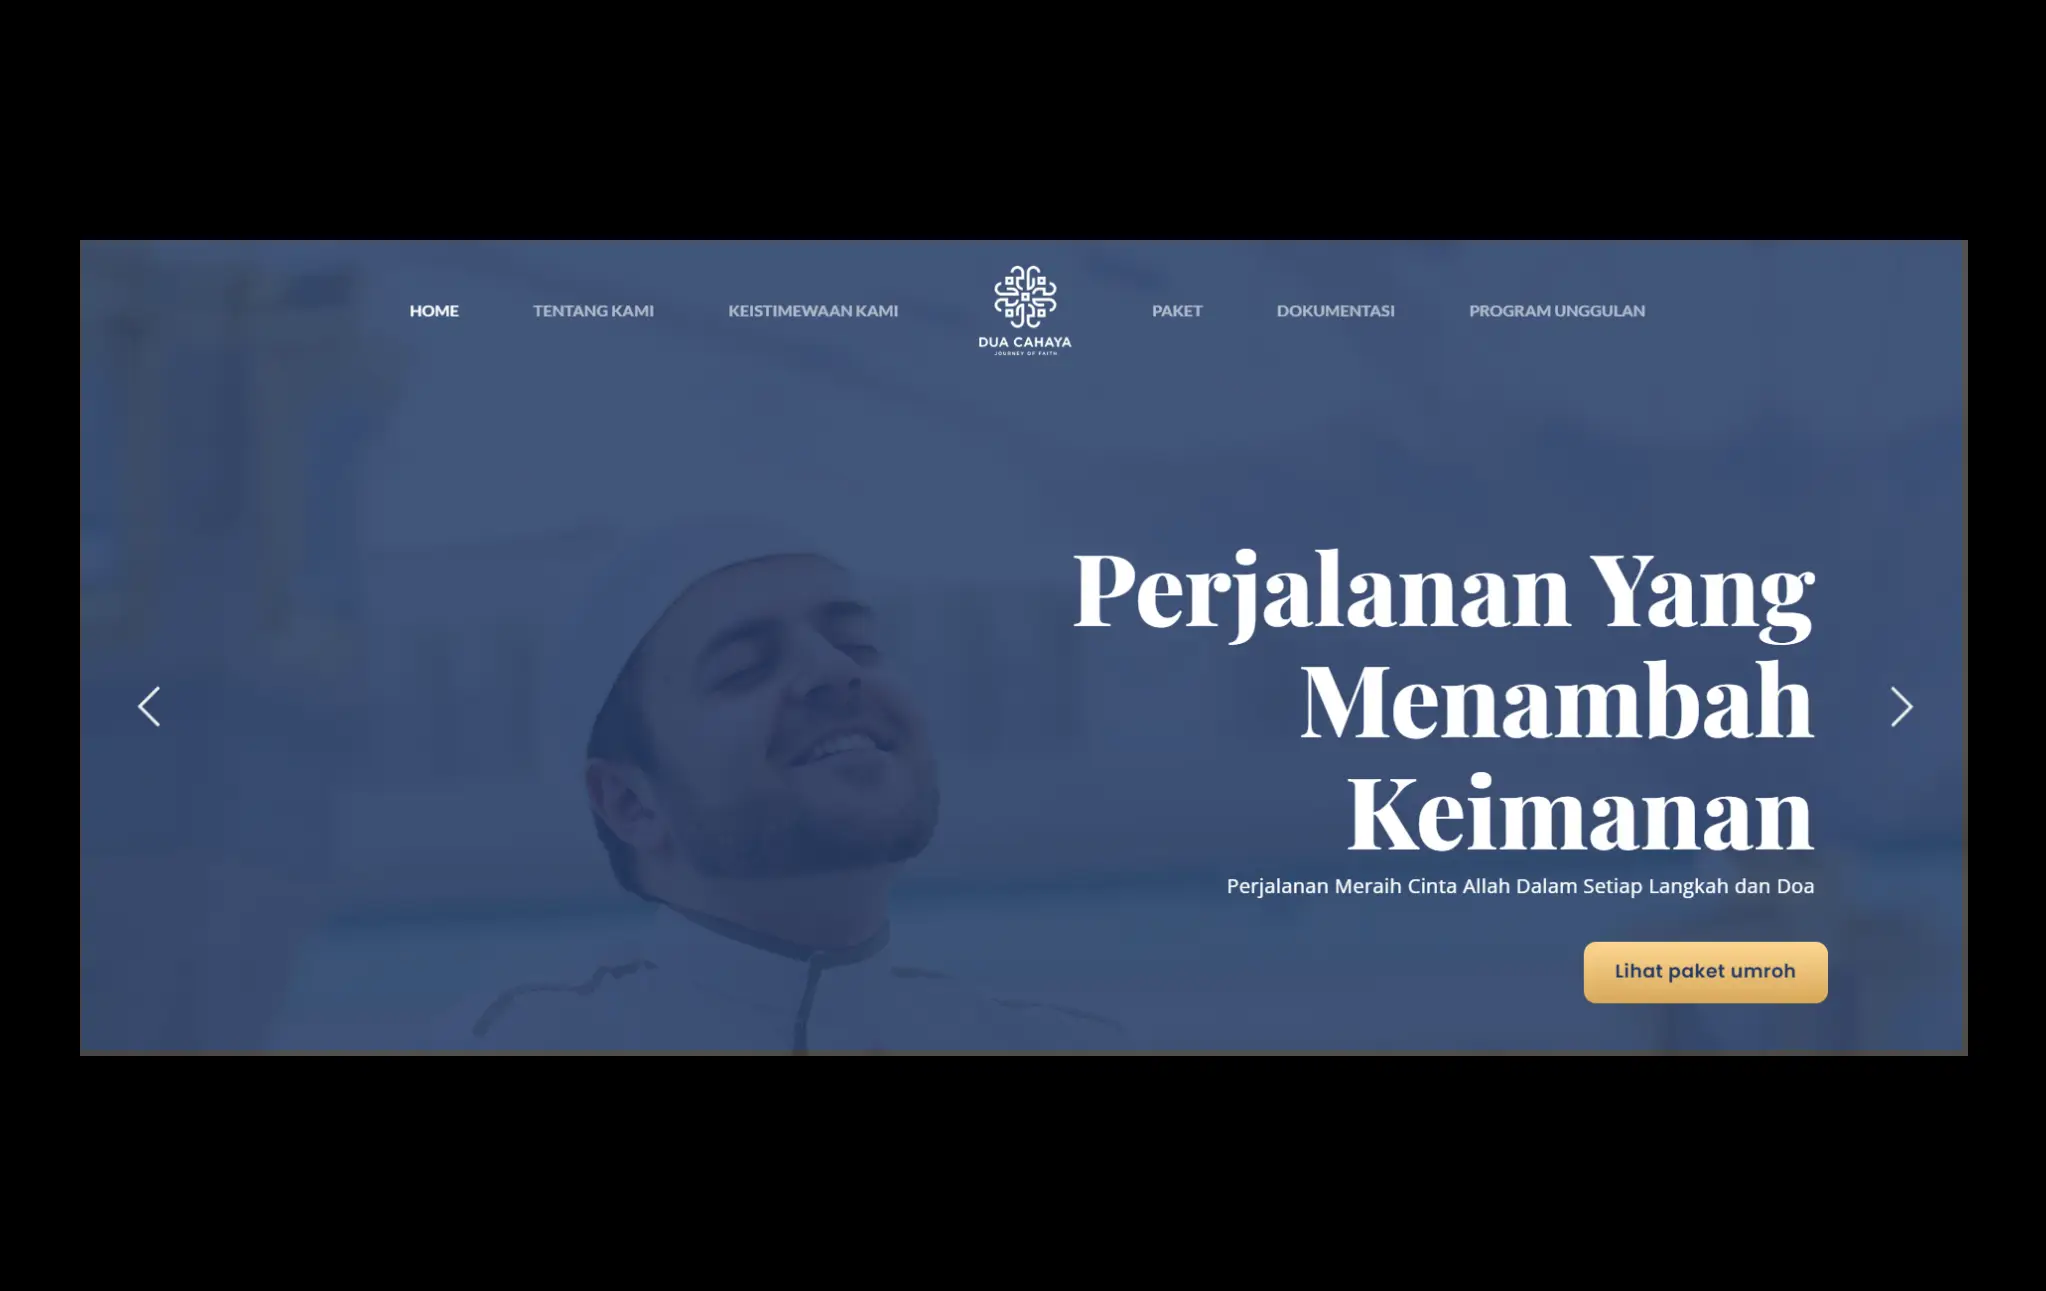 HOME
TENTANG KAMI
KEISTIMEWAAN KAMI
DUA CAHAYA
JOURNEY OF FAITH
PAKET
DOKUMENTASI
PROGRAM UNGGULAN
Perjalanan Yang
Menambah
Keimanan
Perjalanan Meraih Cinta Allah Dalam Setiap Langkah dan Doa
Lihat paket umroh